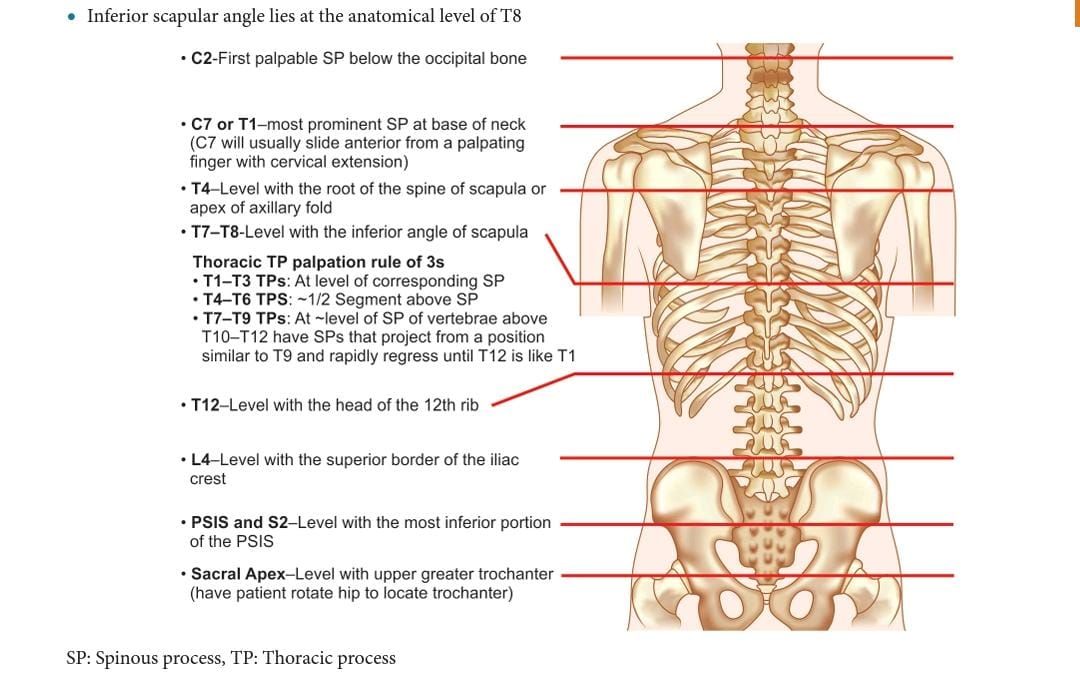 • Inferior scapular angle lies at the anatomical level of T8
• C2-First palpable SP below the occipital bone
• C7 or T1–most prominent SP at base of neck
(C7 will usually slide anterior from a palpating
finger with cervical extension)
• T4–Level with the root of the spine of scapula or
apex of axillary fold
• T7–T8-Level with the inferior angle of scapula
Thoracic TP palpation rule of 3s
• T1–T3 TPs: At level of corresponding SP
• T4–T6 TPS: ~1/2 Segment above SP
• T7–T9 TPs: At ~level of SP of vertebrae above
T10–T12 have SPs that project from a position
similar to T9 and rapidly regress until T12 is like T1
• T12–Level with the head of the 12th rib
• L4–Level with the superior border of the iliac
crest
• PSIS and S2–Level with the most inferior portion
of the PSIS
• Sacral Apex–Level with upper greater trochanter
(have patient rotate hip to locate trochanter)
SP: Spinous process, TP: Thoracic process